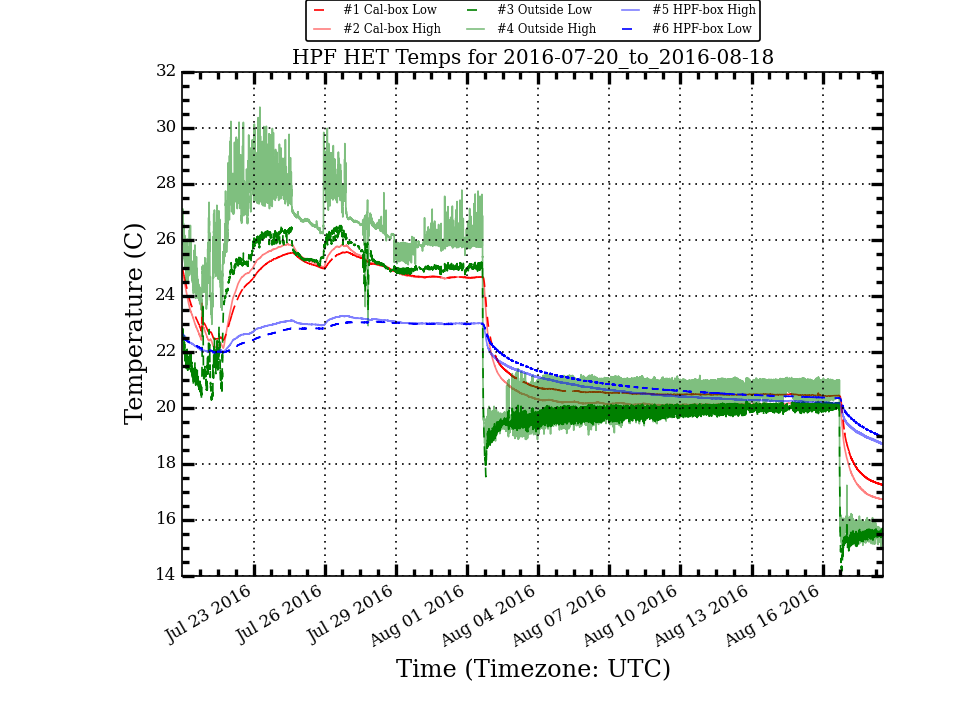 #1 Cal-box Low #3 Outside Low #5 HPF-box High
#2 Cal-box High #4 Outside High #6 HPF-box Low
HPF HET Temps for 2016-07-20_to_2016-08-18
32
30
28
26
24
22
20
18
16
14
Temperature (C)
Jul 23 2016 Jul 26 2016 Jul 29 2016 Aug 01 2016 Aug 04 2016 Aug 07 2016 Aug 10 2016 Aug 13 2016 Aug 16 2016
Time (Timezone: UTC)